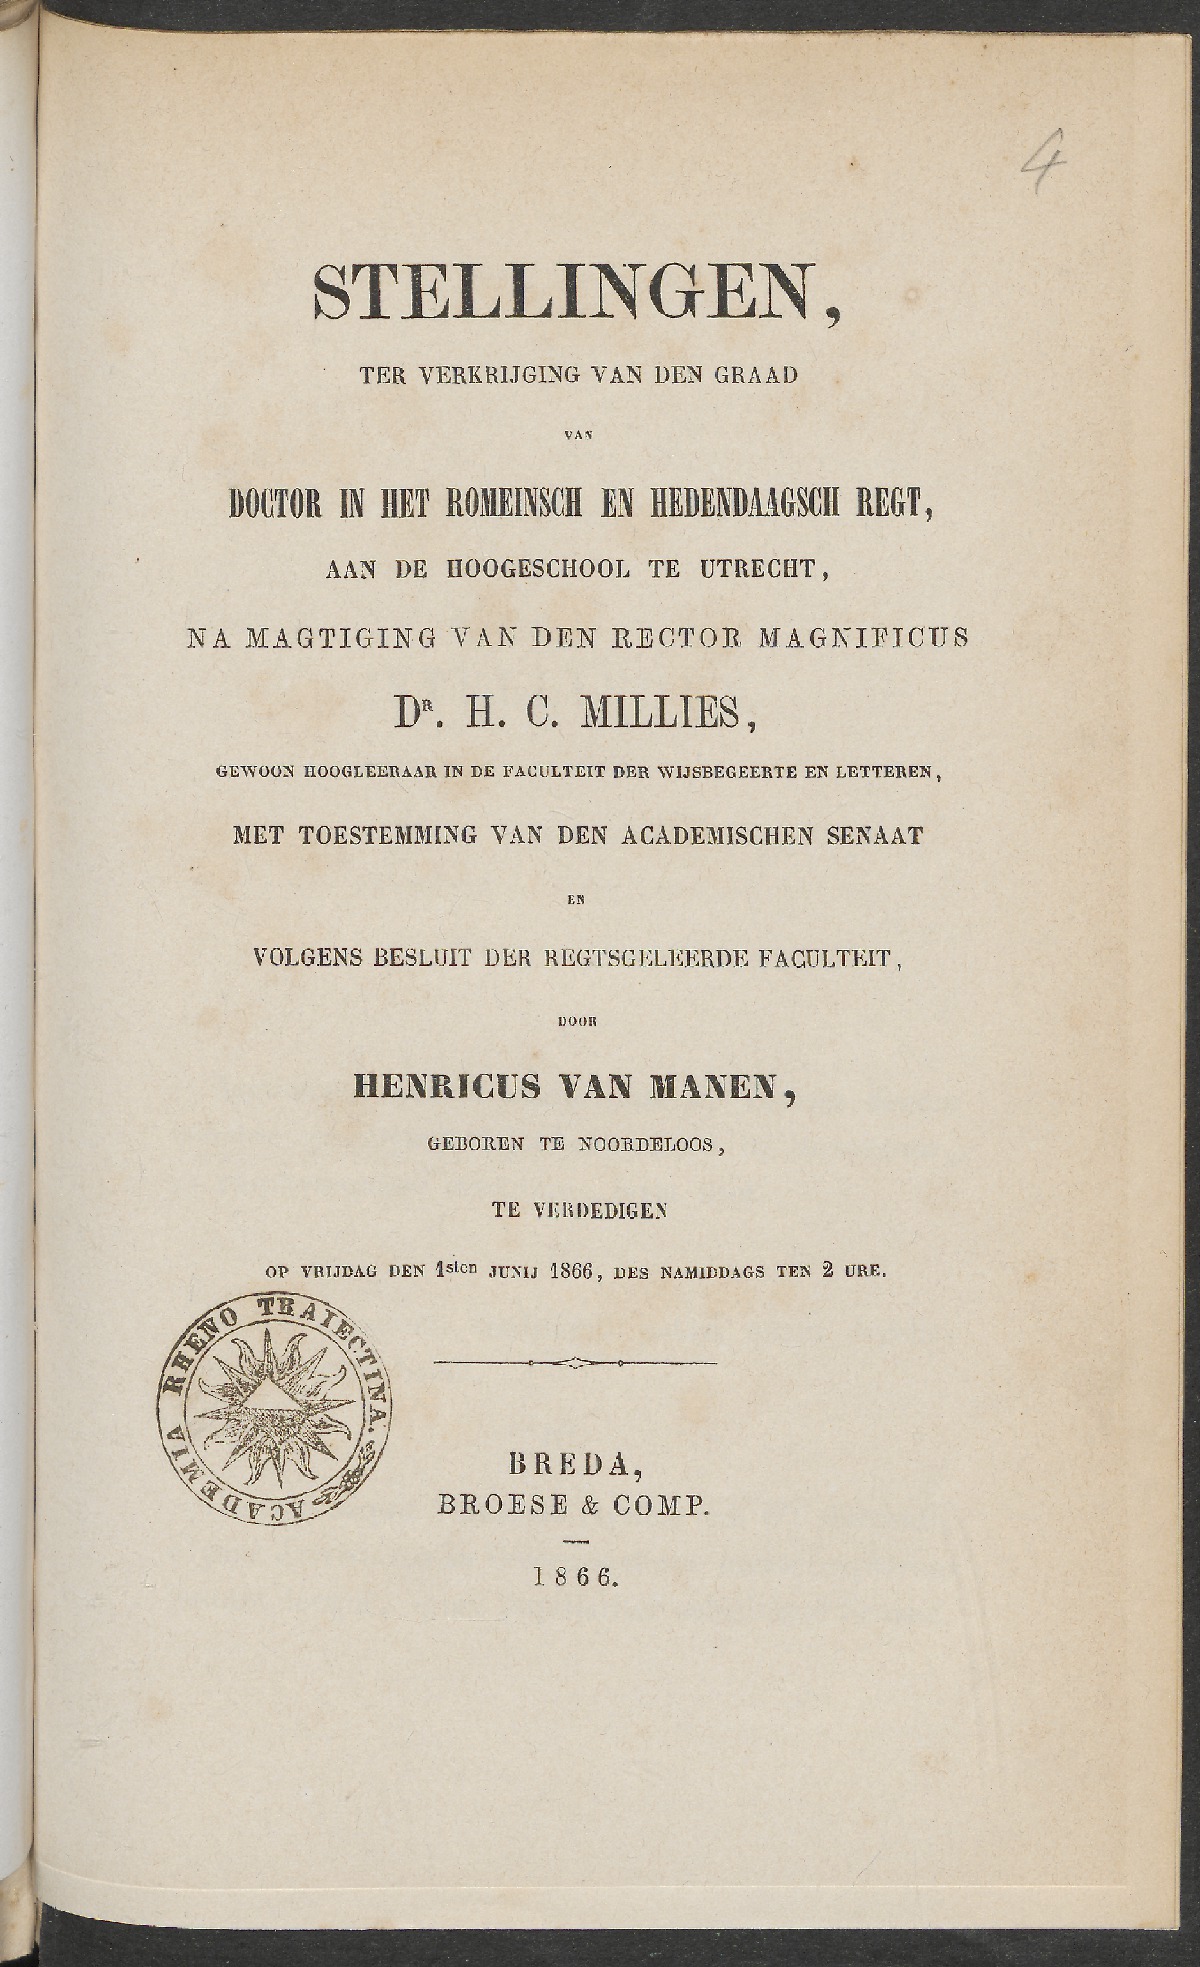 4
STELLINGEN,
TER VERKRIJGING VAN DEN GRAAD
VAN
DOCTOR IN HET ROMEINSCH EN HEDENDAAGSCH REGT,
AAN DE HOOGESCHOOL TE UTRECHT,
NA MAGTIGING VAN DEN RECTOR MAGNIFICUS
DR. H. C. MILLIES,
GEWOON HOOGLEERAAR IN DE FACULTEIT DER WIJSBEGEERTE EN LETTEREN,
MET TOESTEMMING VAN DEN ACADEMISCHEN SENAAT
EN
VOLGENS BESLUIT DER REGTSGELEERDE FACULTEIT,
DOOR
HENRICUS VAN MANEN,
GEBOREN TE NOORDELOOS,
TE VERDEDIGEN
OP VRIJDAG DEN 1sten JUNIJ 1866, DES NAMIDDAGS TEN 2 URE.
ACADEMIA RHENO TRAIECTINA.
BREDA,
BROESE & COMP.
1866.